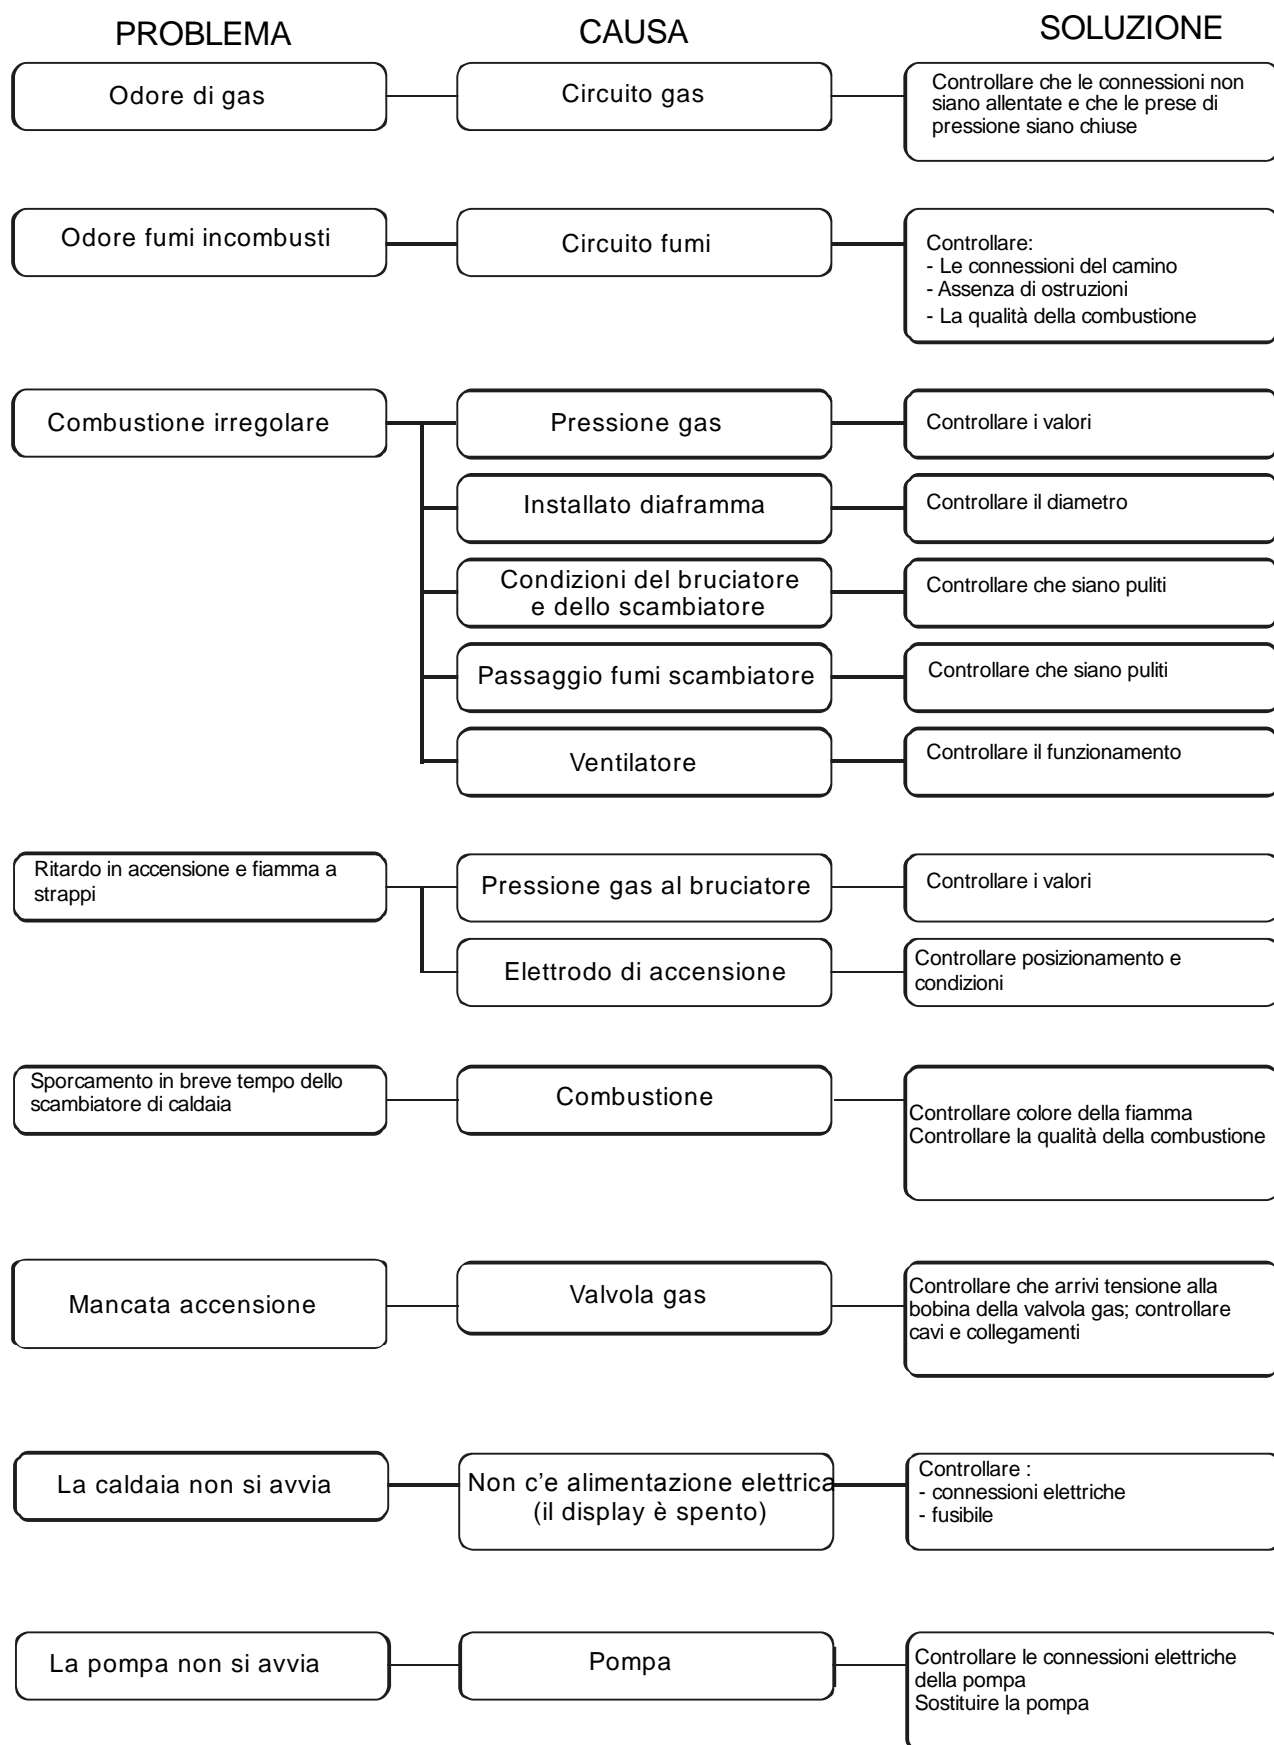 PROBLEMA
CAUSA
SOLUZIONE
Odore di gas
Circuito gas
Controllare che le connessioni non
siano allentate e che le prese di
pressione siano chiuse
Odore fumi incombusti
Circuito fumi
Controllare:
- Le connessioni del camino
- Assenza di ostruzioni
- La qualità della combustione
Combustione irregolare
Pressione gas
Controllare i valori
Installato diaframma
Controllare il diametro
Condizioni del bruciatore
e dello scambiatore
Controllare che siano puliti
Passaggio fumi scambiatore
Controllare che siano puliti
Ventilatore
Controllare il funzionamento
Ritardo in accensione e fiamma a
strappi
Pressione gas al bruciatore
Controllare i valori
Elettrodo di accensione
Controllare posizionamento e
condizioni
Sporcamento in breve tempo dello
scambiatore di caldaia
Combustione
Controllare colore della fiamma
Controllare la qualità della combustione
Mancata accensione
Valvola gas
Controllare che arrivi tensione alla
bobina della valvola gas; controllare
cavi e collegamenti
La caldaia non si avvia
Non c'e alimentazione elettrica
(il display è spento)
Controllare :
- connessioni elettriche
- fusibile
La pompa non si avvia
Pompa
Controllare le connessioni elettriche
della pompa
Sostituire la pompa